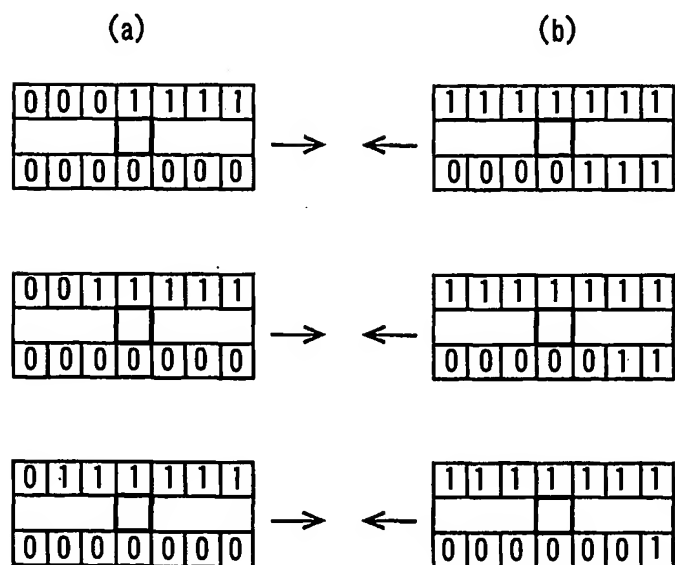 (a) (b)
0 0 0 1 1 1 1 1 1 1 1 1 1 1
0 0 0 0 0 0 0 0 0 0 0 1 1 1
0 0 1 1 1 1 1 1 1 1 1 1 1 1
0 0 0 0 0 0 0 0 0 0 0 0 1 1
0 1 1 1 1 1 1 1 1 1 1 1 1 1
0 0 0 0 0 0 0 0 0 0 0 0 0 1